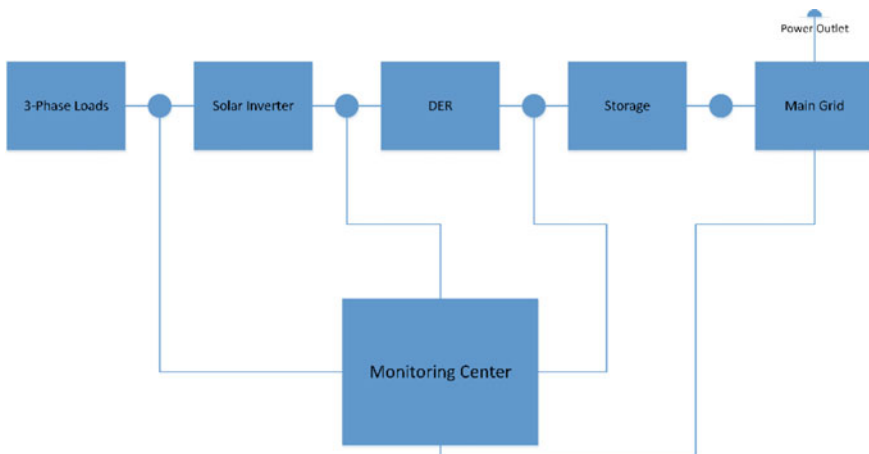 Power Outlet
3-Phase Loads
Solar Inverter
DER
Storage
Main Grid
Monitoring Center